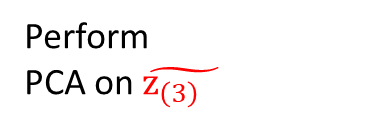 Perform
PCA on z̃₍₃₎